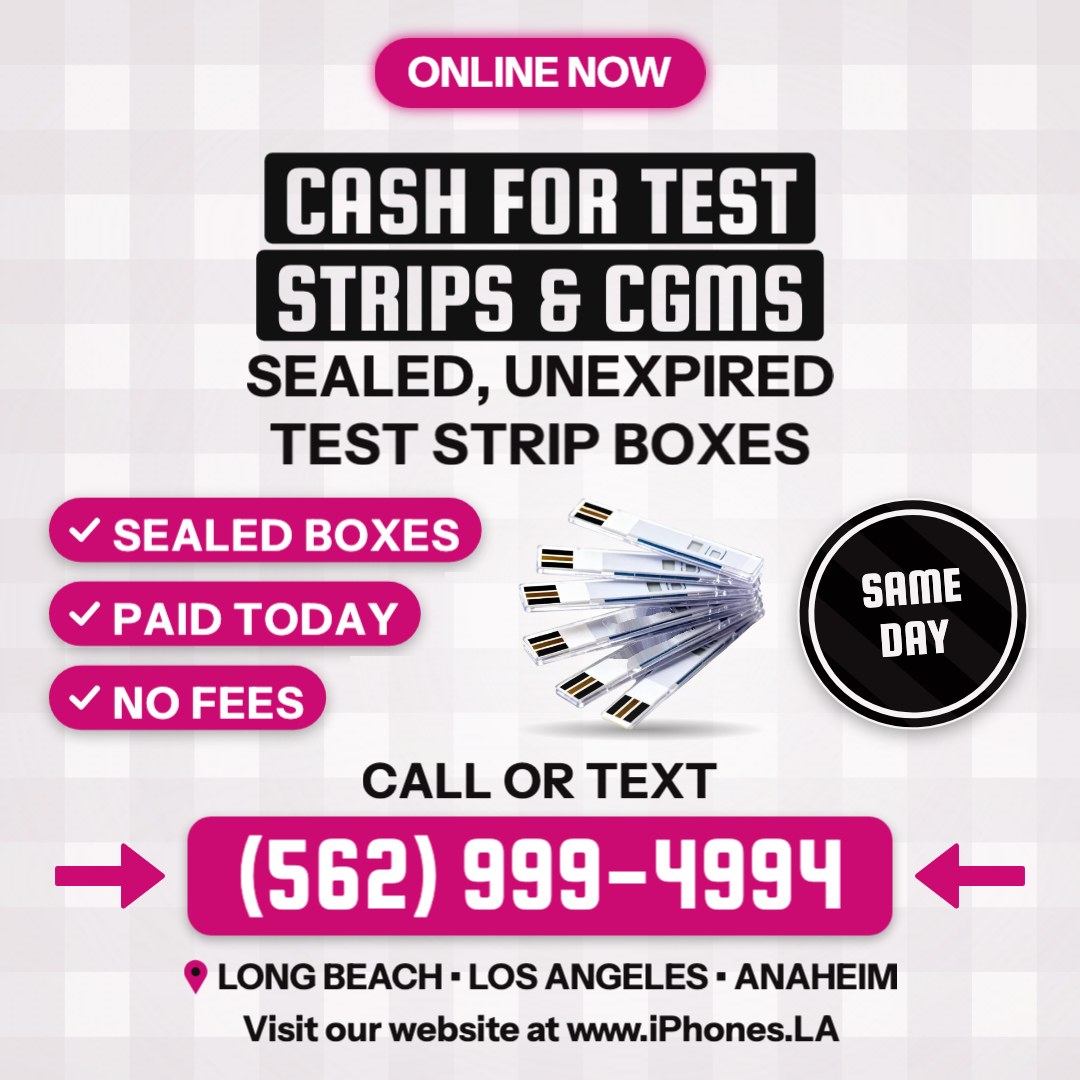 ONLINE NOW
CASH FOR TEST
STRIPS & CGMS
SEALED, UNEXPIRED
TEST STRIP BOXES
✓ SEALED BOXES
✓ PAID TODAY
✓ NO FEES
SAME
DAY
CALL OR TEXT
(562) 999-4994
LONG BEACH ▪ LOS ANGELES ▪ ANAHEIM
Visit our website at www.iPhones.LA